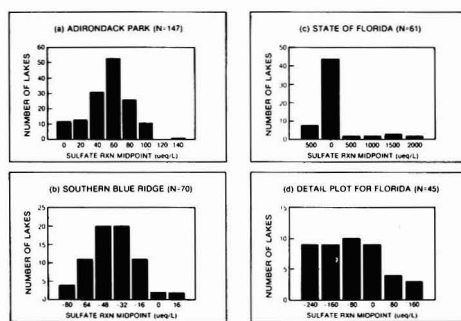 (a) ADIRONDACK PARK (N=147)
NUMBER OF LAKES
60
50
40
30
20
10
0
0 20 40 60 80 100 120 140
SULFATE RXN MIDPOINT (ueq/L)
(c) STATE OF FLORIDA (N=61)
NUMBER OF LAKES
50
40
30
20
10
0
500 0 500 1000 1500 2000
SULFATE RXN MIDPOINT (ueq/L)
(b) SOUTHERN BLUE RIDGE (N=70)
NUMBER OF LAKES
25
20
15
10
5
0
-80 64 -48 -32 -16 0 16
SULFATE RXN MIDPOINT (ueq/L)
(d) DETAIL PLOT FOR FLORIDA (N=45)
NUMBER OF LAKES
15
10
5
0
-240 -160 -80 0 80 160
SULFATE RXN MIDPOINT (ueq/L)